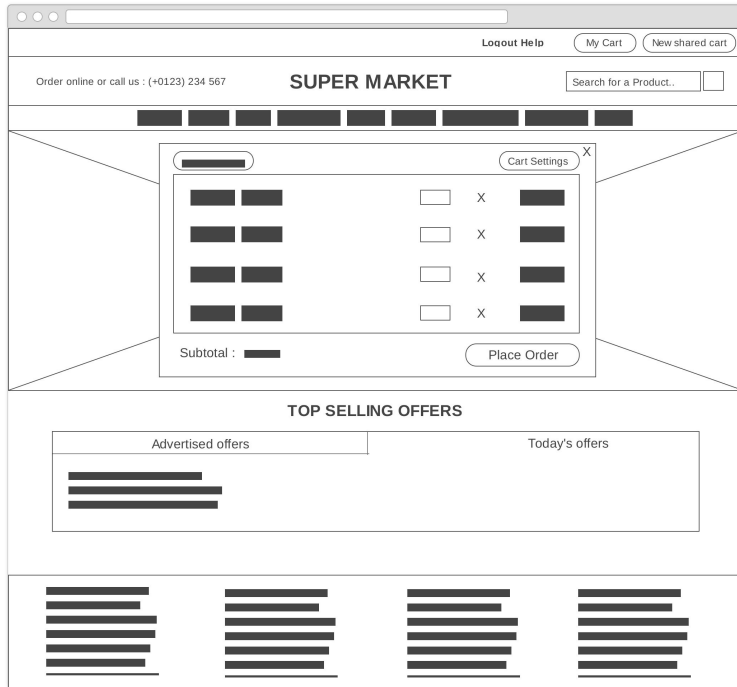 Logout Help
My Cart
New shared cart
Order online or call us : (+0123) 234 567
SUPER MARKET
Search for a Product..
X
Cart Settings
X
X
X
X
Subtotal :
Place Order
TOP SELLING OFFERS
Advertised offers
Today's offers